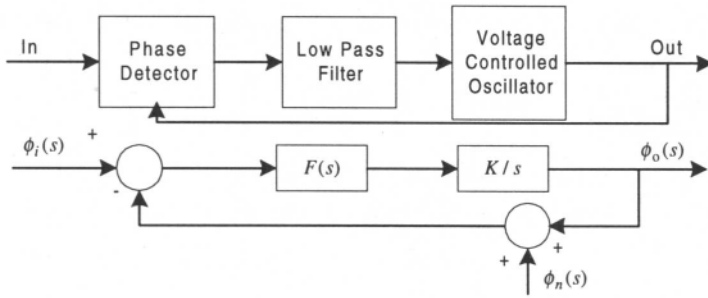 In
Phase
Detector
Low Pass
Filter
Voltage
Controlled
Oscillator
Out
+
ϕᵢ(s)
-
F(s)
K / s
ϕₒ(s)
+
+
ϕₙ(s)